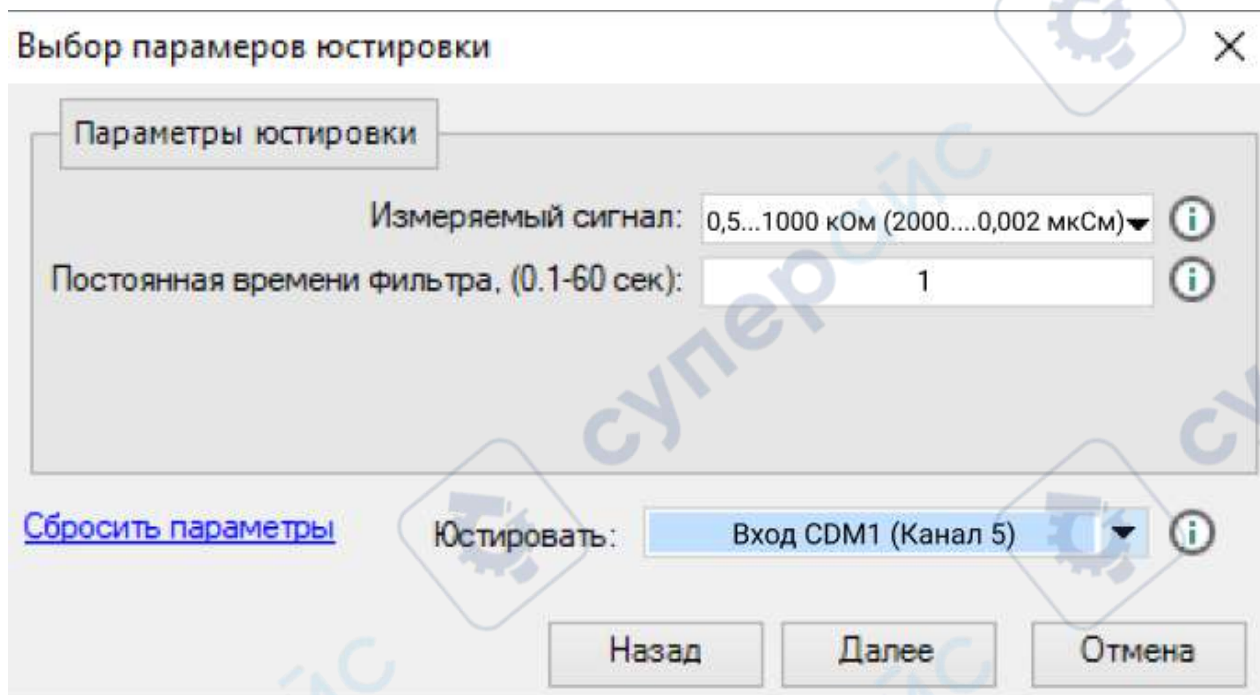 Выбор парамеров юстировки
Параметры юстировки
Измеряемый сигнал: 0,5...1000 кОм (2000....0,002 мкСм)
Постоянная времени фильтра, (0.1-60 сек): 1
Сбросить параметры Юстировать: Вход CDM1 (Канал 5)
Назад Далее Отмена
суперайс